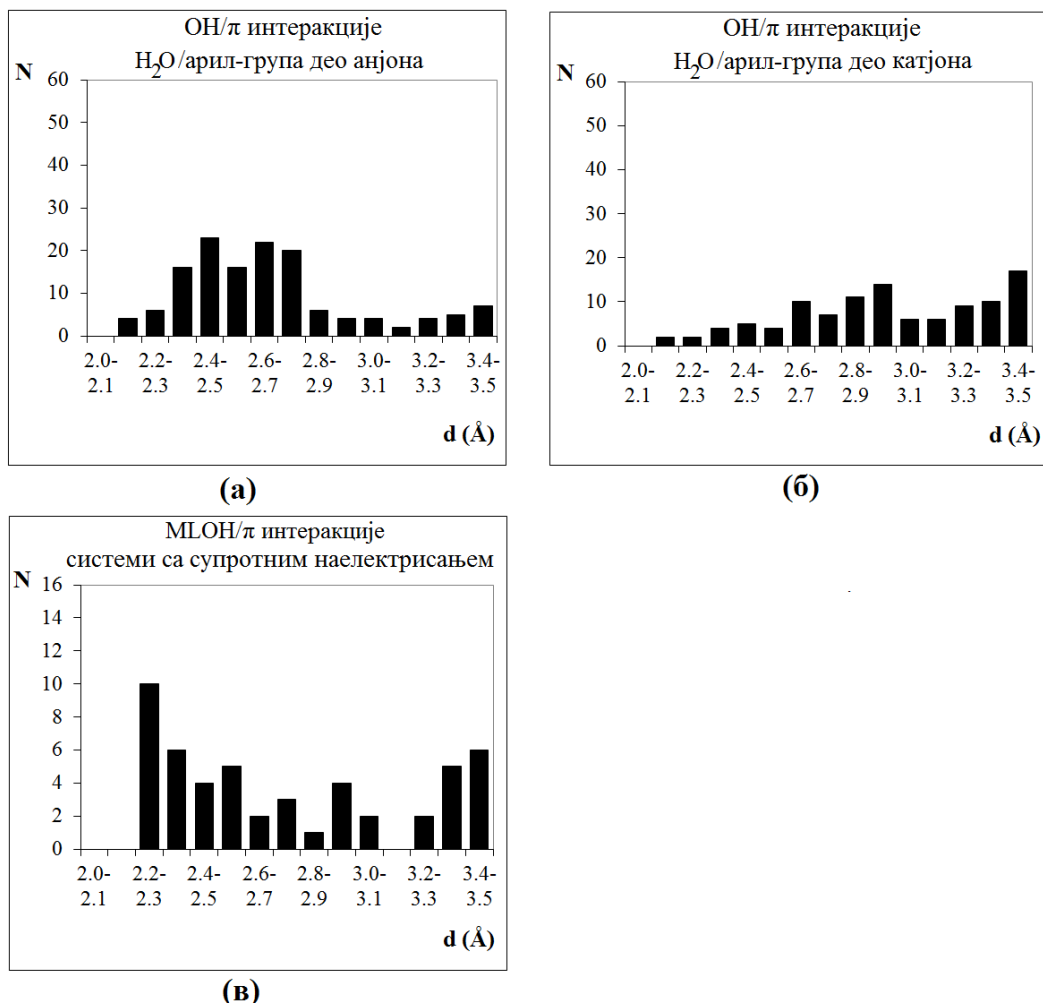 OH/π интеракције
H₂O/арил-група део анјона
N
60
50
40
30
20
10
0
2.0- 2.2- 2.4- 2.6- 2.8- 3.0- 3.2- 3.4-
2.1 2.3 2.5 2.7 2.9 3.1 3.3 3.5
d (Å)
(а)
OH/π интеракције
H₂O/арил-група део катјона
N
60
50
40
30
20
10
0
2.0- 2.2- 2.4- 2.6- 2.8- 3.0- 3.2- 3.4-
2.1 2.3 2.5 2.7 2.9 3.1 3.3 3.5
d (Å)
(б)
MLOH/π интеракције
системи са супротним наелектрисањем
N
16
14
12
10
8
6
4
2
0
2.0- 2.2- 2.4- 2.6- 2.8- 3.0- 3.2- 3.4-
2.1 2.3 2.5 2.7 2.9 3.1 3.3 3.5
d (Å)
(в)